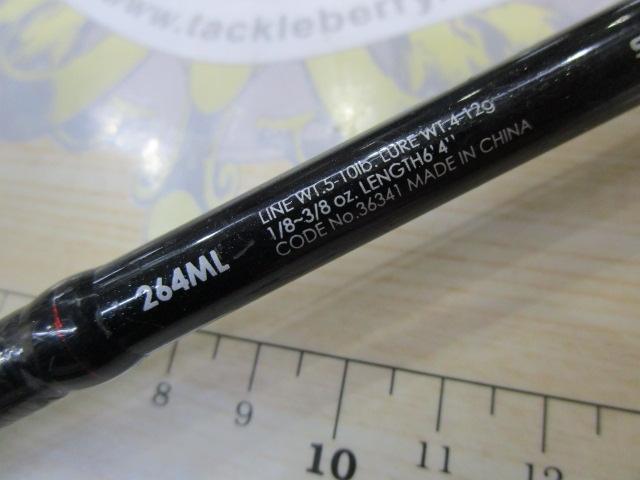 www.tackleberry.
LINE WT.5-10lb. LURE WT.4-12g
1/8~3/8 oz. LENGTH6'4"
CODE No.36341 MADE IN CHINA
264ML
8 9 10 11 12